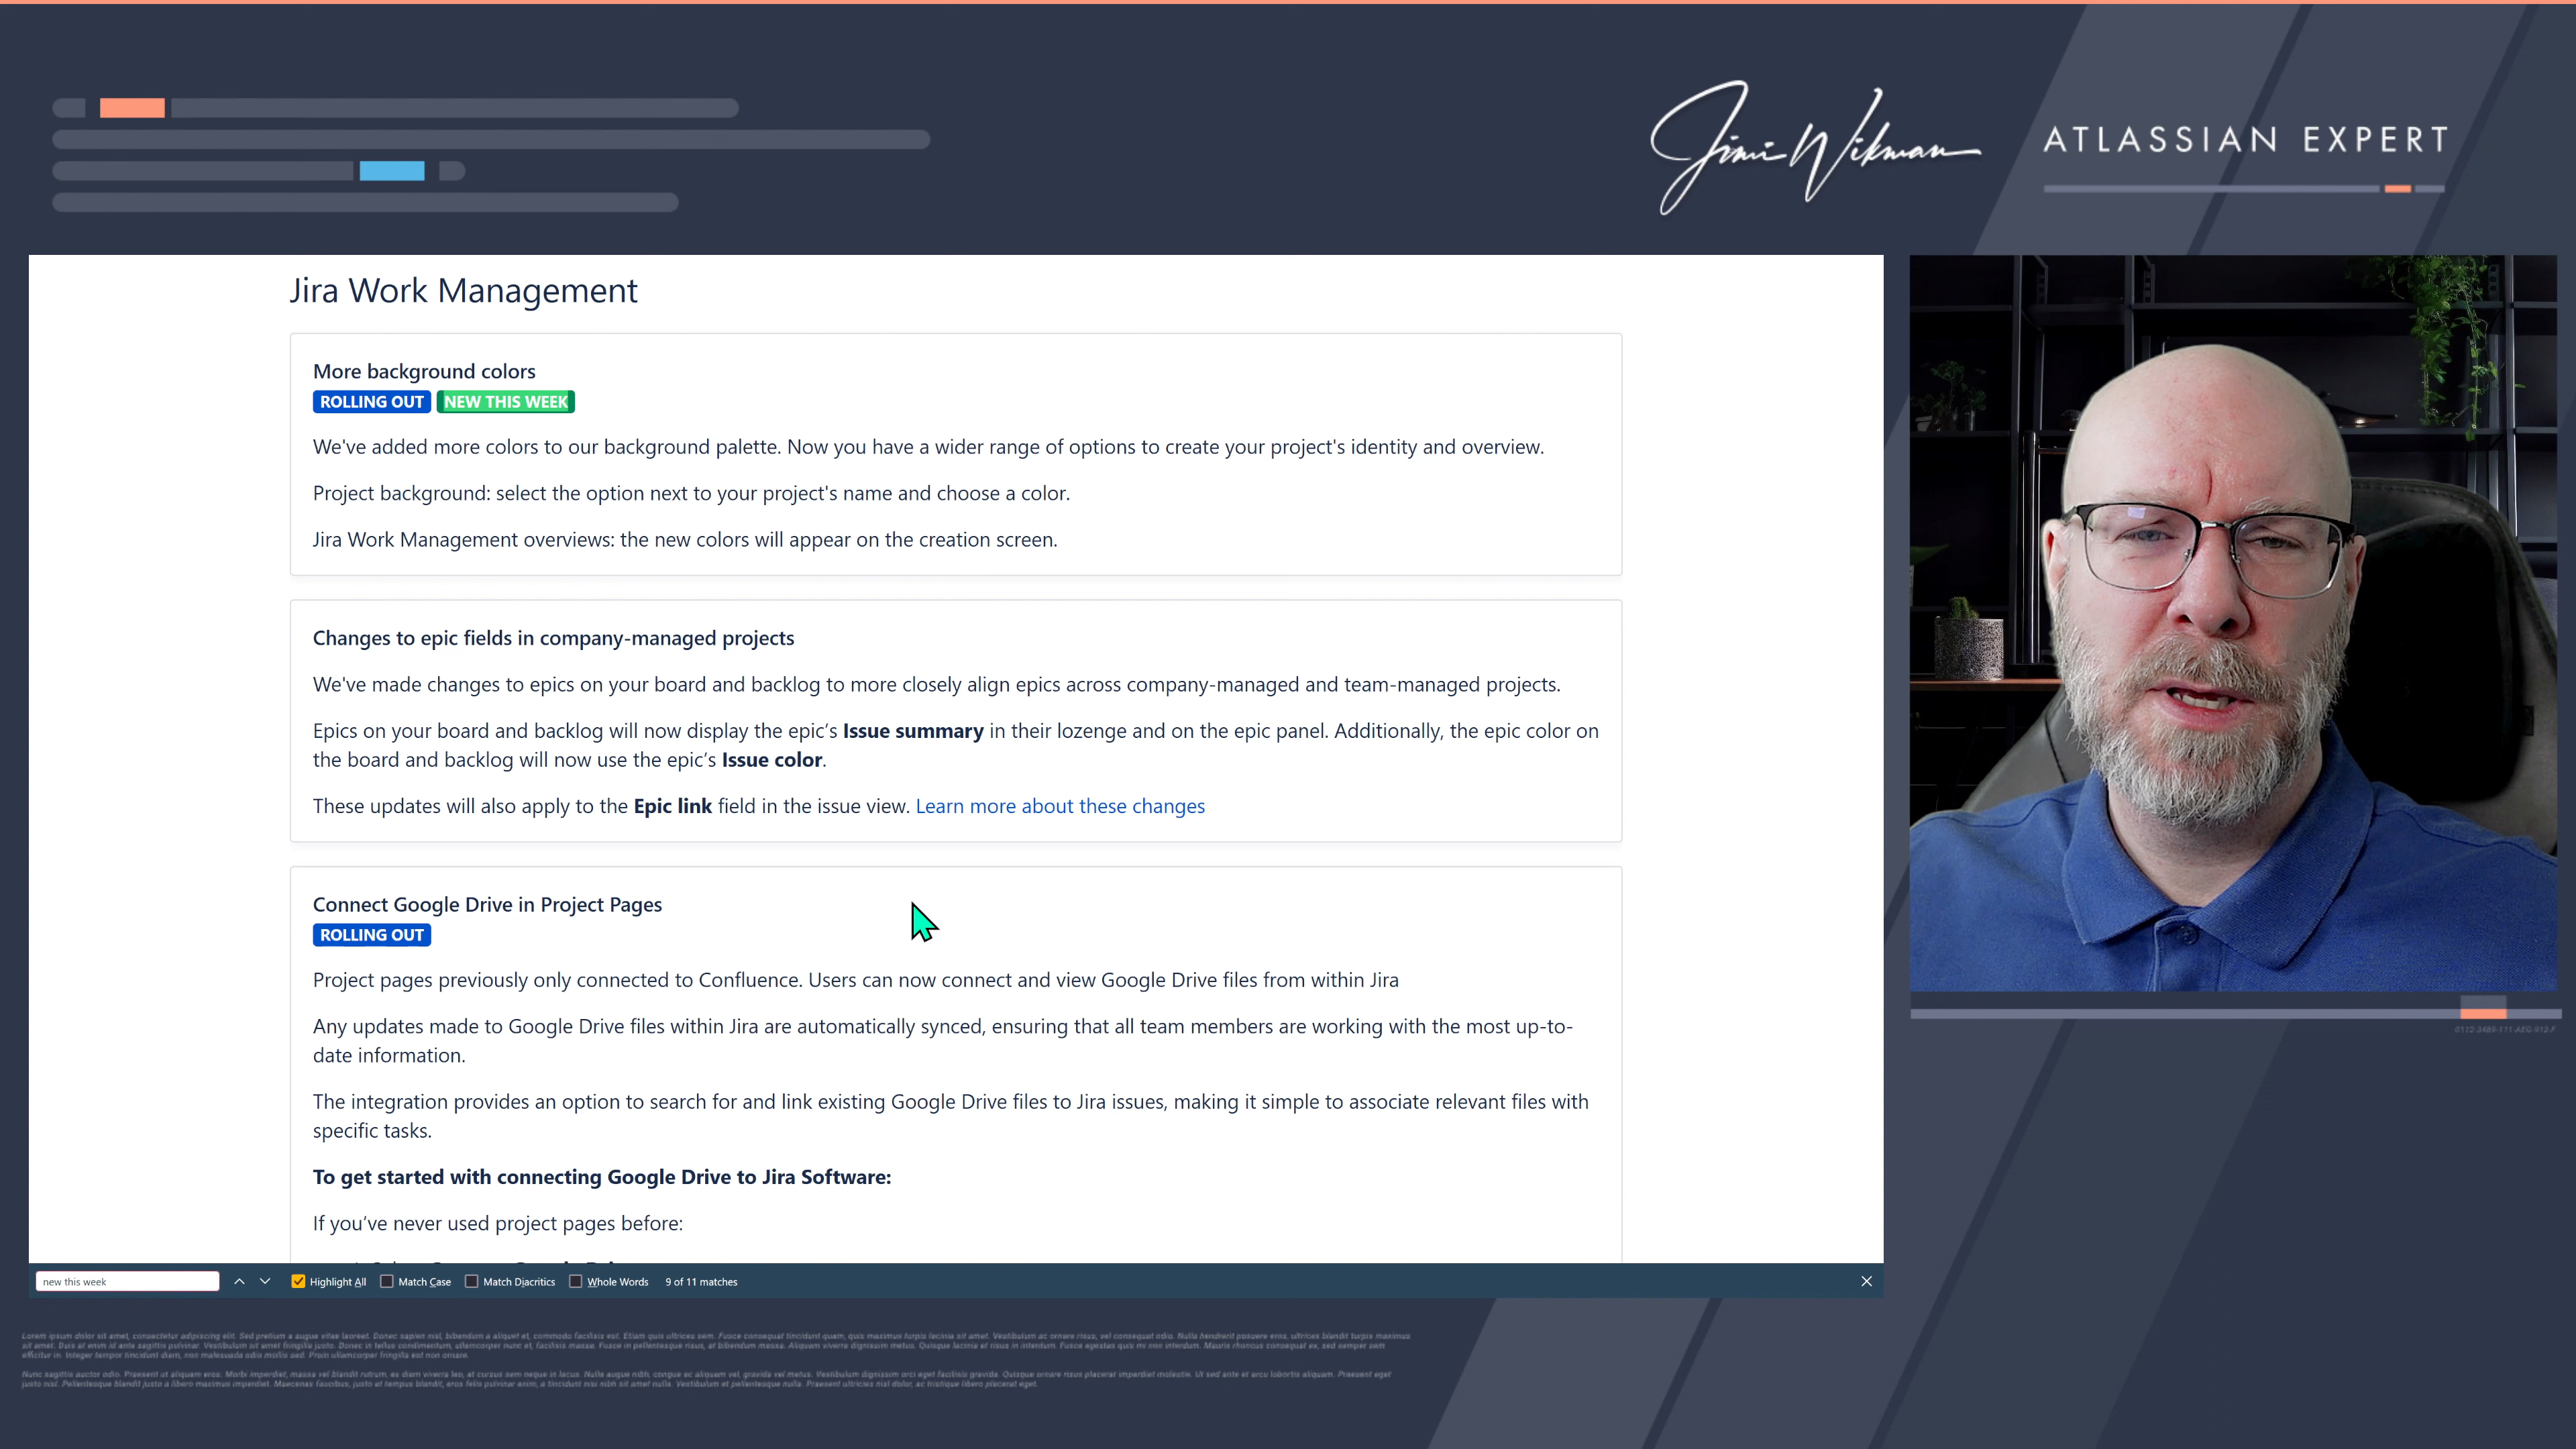 Jimi Wikman
ATLASSIAN EXPERT
Jira Work Management
More background colors
ROLLING OUT NEW THIS WEEK
We've added more colors to our background palette. Now you have a wider range of options to create your project's identity and overview.
Project background: select the option next to your project's name and choose a color.
Jira Work Management overviews: the new colors will appear on the creation screen.
Changes to epic fields in company-managed projects
We've made changes to epics on your board and backlog to more closely align epics across company-managed and team-managed projects.
Epics on your board and backlog will now display the epic's Issue summary in their lozenge and on the epic panel. Additionally, the epic color on
the board and backlog will now use the epic's Issue color.
These updates will also apply to the Epic link field in the issue view. Learn more about these changes
Connect Google Drive in Project Pages
ROLLING OUT
Project pages previously only connected to Confluence. Users can now connect and view Google Drive files from within Jira
Any updates made to Google Drive files within Jira are automatically synced, ensuring that all team members are working with the most up-to-
date information.
The integration provides an option to search for and link existing Google Drive files to Jira issues, making it simple to associate relevant files with
specific tasks.
To get started with connecting Google Drive to Jira Software:
If you've never used project pages before:
new this week Highlight All Match Case Match Diacritics Whole Words 9 of 11 matches